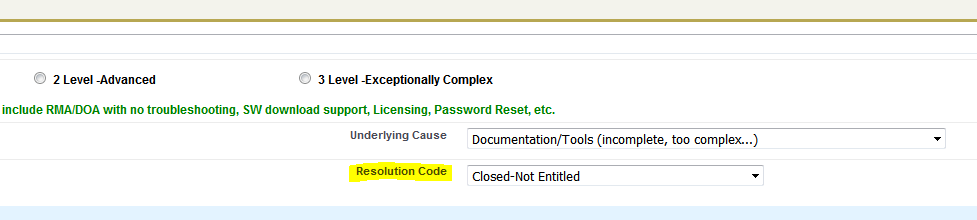 2 Level -Advanced 3 Level -Exceptionally Complex
include RMA/DOA with no troubleshooting, SW download support, Licensing, Password Reset, etc.
Underlying Cause Documentation/Tools (incomplete, too complex...)
Resolution Code Closed-Not Entitled